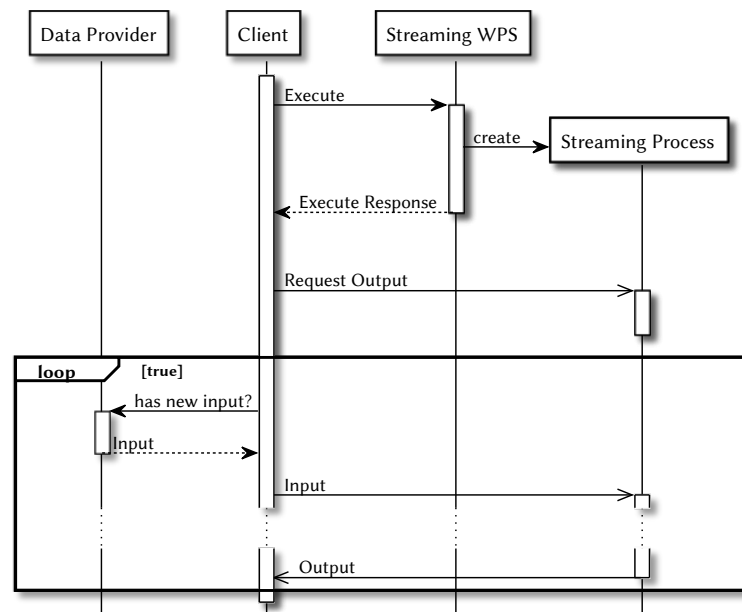 Data Provider
Client
Streaming WPS
Execute
create
Streaming Process
Execute Response
Request Output
loop
[true]
has new input?
Input
Input
Output